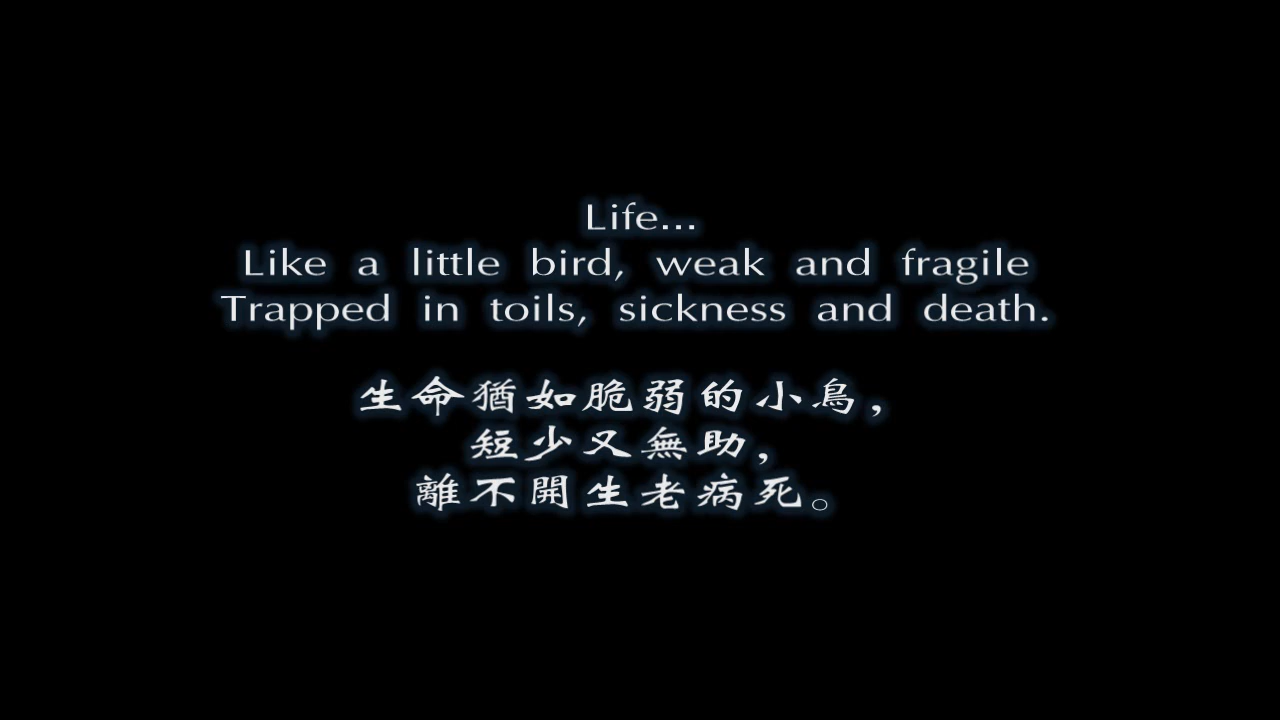 Life...
Like a little bird, weak and fragile
Trapped in toils, sickness and death.
生命猶如脆弱的小鳥，
短少又無助，
離不開生老病死。